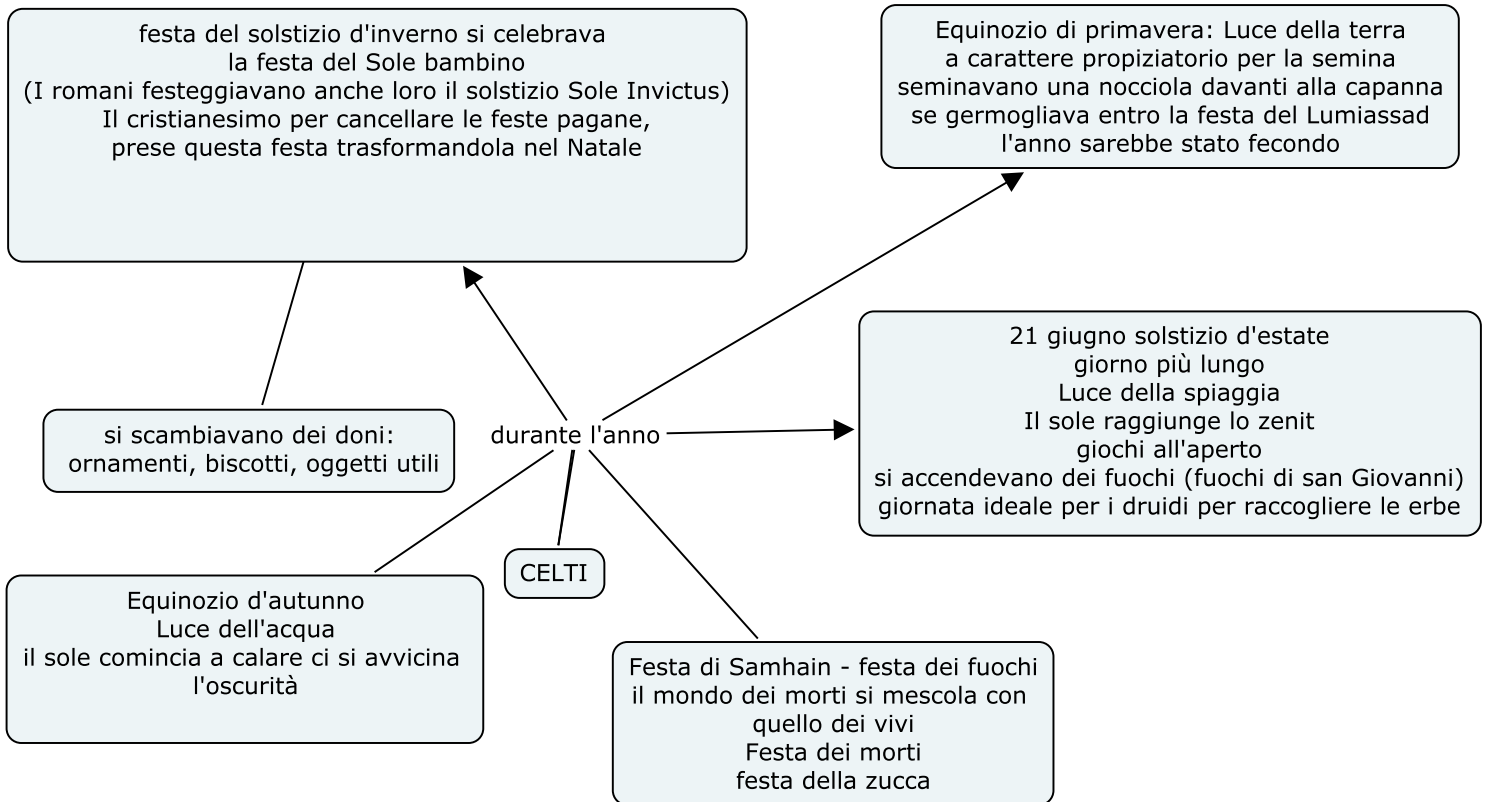 festa del solstizio d'inverno si celebrava
la festa del Sole bambino
(I romani festeggiavano anche loro il solstizio Sole Invictus)
Il cristianesimo per cancellare le feste pagane,
prese questa festa trasformandola nel Natale
Equinozio di primavera: Luce della terra
a carattere propiziatorio per la semina
seminavano una nocciola davanti alla capanna
se germogliava entro la festa del Lumiassad
l'anno sarebbe stato fecondo
21 giugno solstizio d'estate
giorno più lungo
Luce della spiaggia
Il sole raggiunge lo zenit
giochi all'aperto
si accendevano dei fuochi (fuochi di san Giovanni)
giornata ideale per i druidi per raccogliere le erbe
si scambiavano dei doni:
ornamenti, biscotti, oggetti utili
durante l'anno
CELTI
Equinozio d'autunno
Luce dell'acqua
il sole comincia a calare ci si avvicina
l'oscurità
Festa di Samhain - festa dei fuochi
il mondo dei morti si mescola con
quello dei vivi
Festa dei morti
festa della zucca